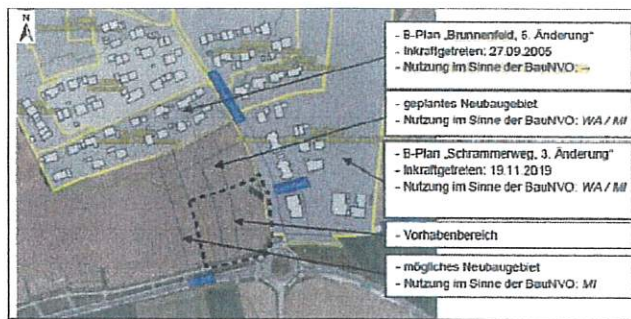 N
- B-Plan „Brunnenfeld, 5. Änderung“
- Inkrafttreten: 27.09.2005
- Nutzung im Sinne der BauNVO: --
- geplantes Neubaugebiet
- Nutzung im Sinne der BauNVO: WA / MI
- B-Plan „Schrammerweg, 3. Änderung“
- Inkrafttreten: 19.11.2019
- Nutzung im Sinne der BauNVO: WA / MI
- Vorhabenbereich
- mögliches Neubaugebiet
- Nutzung im Sinne der BauNVO: MI